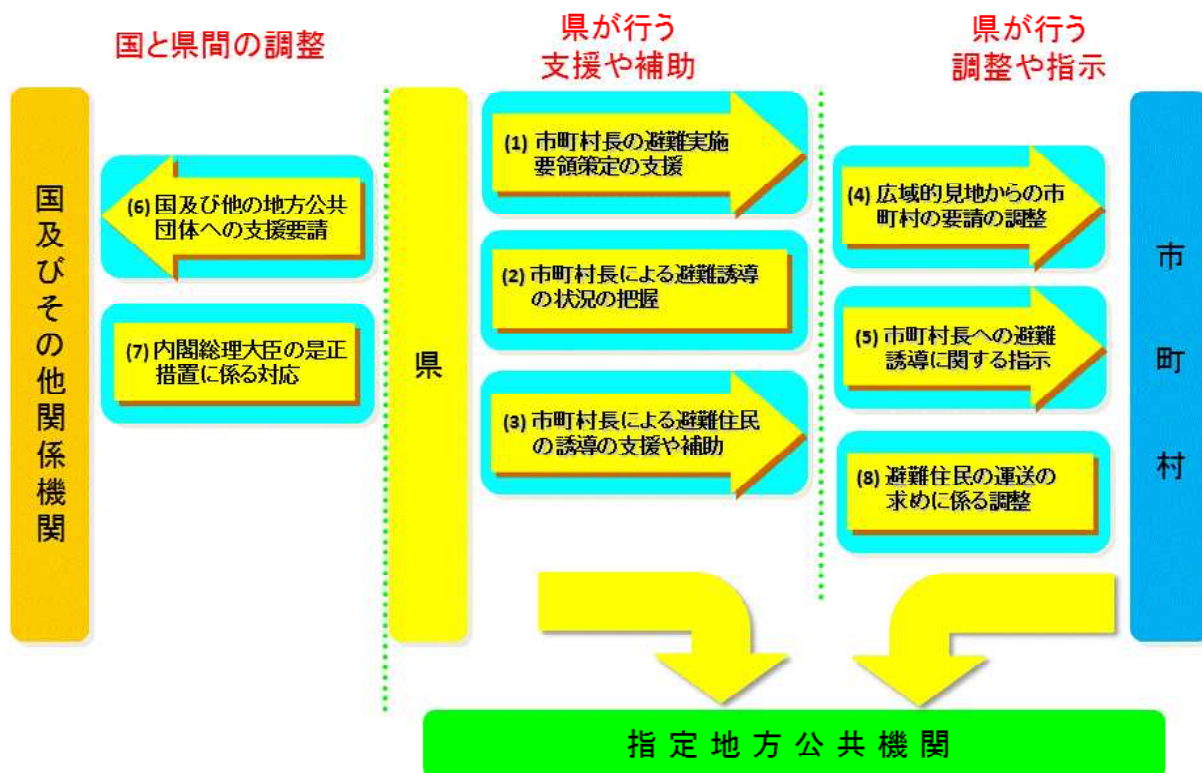 国と県間の調整
県が行う
支援や補助
県が行う
調整や指示
国及びその他関係機関
(6) 国及び他の地方公共
団体への支援要請
(7) 内閣総理大臣の是正
措置に係る対応
県
(1) 市町村長の避難実施
要領策定の支援
(2) 市町村長による避難誘導
の状況の把握
(3) 市町村長による避難住民
の誘導の支援や補助
(4) 広域的見地からの市
町村の要請の調整
(5) 市町村長への避難
誘導に関する指示
(8) 避難住民の運送の
求めに係る調整
市町村
指定地方公共機関